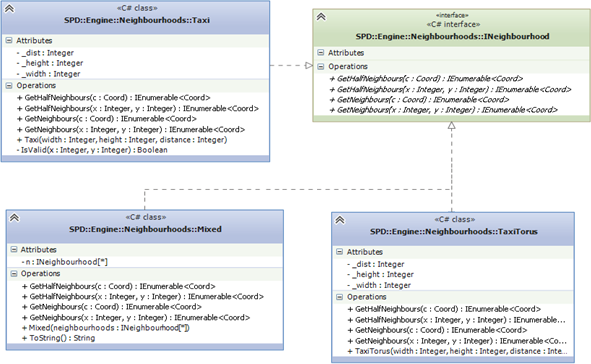 «C# class»
SPD::Engine::Neighbourhoods::Taxi
Attributes
- _dist : Integer
- _height : Integer
- _width : Integer
Operations
+ GetHalfNeighbours(c : Coord) : IEnumerable<Coord>
+ GetHalfNeighbours(x : Integer, y : Integer) : IEnumerable<Coord>
+ GetNeighbours(c : Coord) : IEnumerable<Coord>
+ GetNeighbours(x : Integer, y : Integer) : IEnumerable<Coord>
+ Taxi(width : Integer, height : Integer, distance : Integer)
- IsValid(x : Integer, y : Integer) : Boolean
«interface»
«C# interface»
SPD::Engine::Neighbourhoods::INeighbourhood
Attributes
Operations
+ GetHalfNeighbours(c : Coord) : IEnumerable<Coord>
+ GetHalfNeighbours(x : Integer, y : Integer) : IEnumerable<Coord>
+ GetNeighbours(c : Coord) : IEnumerable<Coord>
+ GetNeighbours(x : Integer, y : Integer) : IEnumerable<Coord>
«C# class»
SPD::Engine::Neighbourhoods::Mixed
Attributes
- n : INeighbourhood[*]
Operations
+ GetHalfNeighbours(c : Coord) : IEnumerable<Coord>
+ GetHalfNeighbours(x : Integer, y : Integer) : IEnumerable<Coord>
+ GetNeighbours(c : Coord) : IEnumerable<Coord>
+ GetNeighbours(x : Integer, y : Integer) : IEnumerable<Coord>
+ Mixed(neighbourhoods : INeighbourhood[*])
+ ToString() : String
«C# class»
SPD::Engine::Neighbourhoods::TaxiTorus
Attributes
- _dist : Integer
- _height : Integer
- _width : Integer
Operations
+ GetHalfNeighbours(c : Coord) : IEnumerable<Coord>
+ GetHalfNeighbours(x : Integer, y : Integer) : IEnumerable...
+ GetNeighbours(c : Coord) : IEnumerable<Coord>
+ GetNeighbours(x : Integer, y : Integer) : IEnumerable<Co...
+ TaxiTorus(width : Integer, height : Integer, distance : Inte...